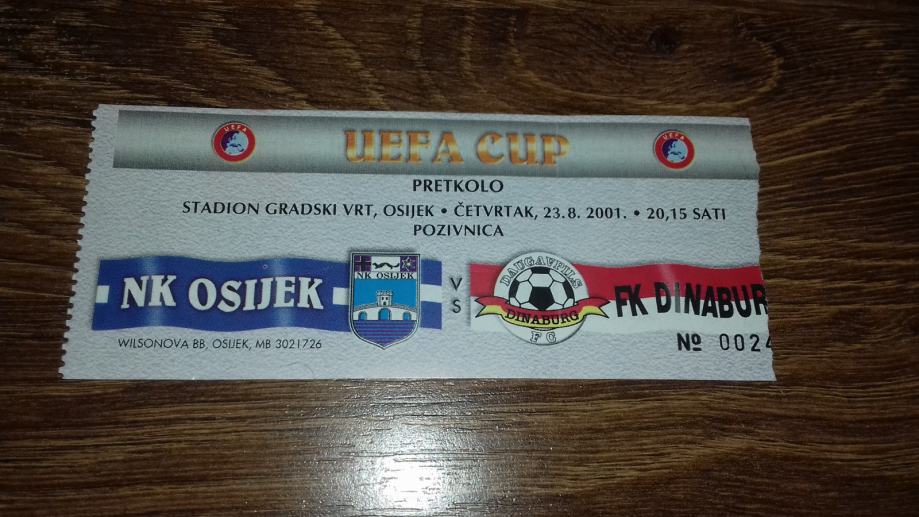 UEFA
UEFA CUP
UEFA
PRETKOLO
STADION GRADSKI VRT, OSIJEK • ČETVRTAK, 23.8. 2001. • 20,15 SATI
POZIVNICA
NK OSIJEK
NK OSIJEK
VS
DAUGAVPILS
DINABURG
FC
FK DINABUR
WILSONOVA BB, OSIJEK, MB 3021726
№ 0024